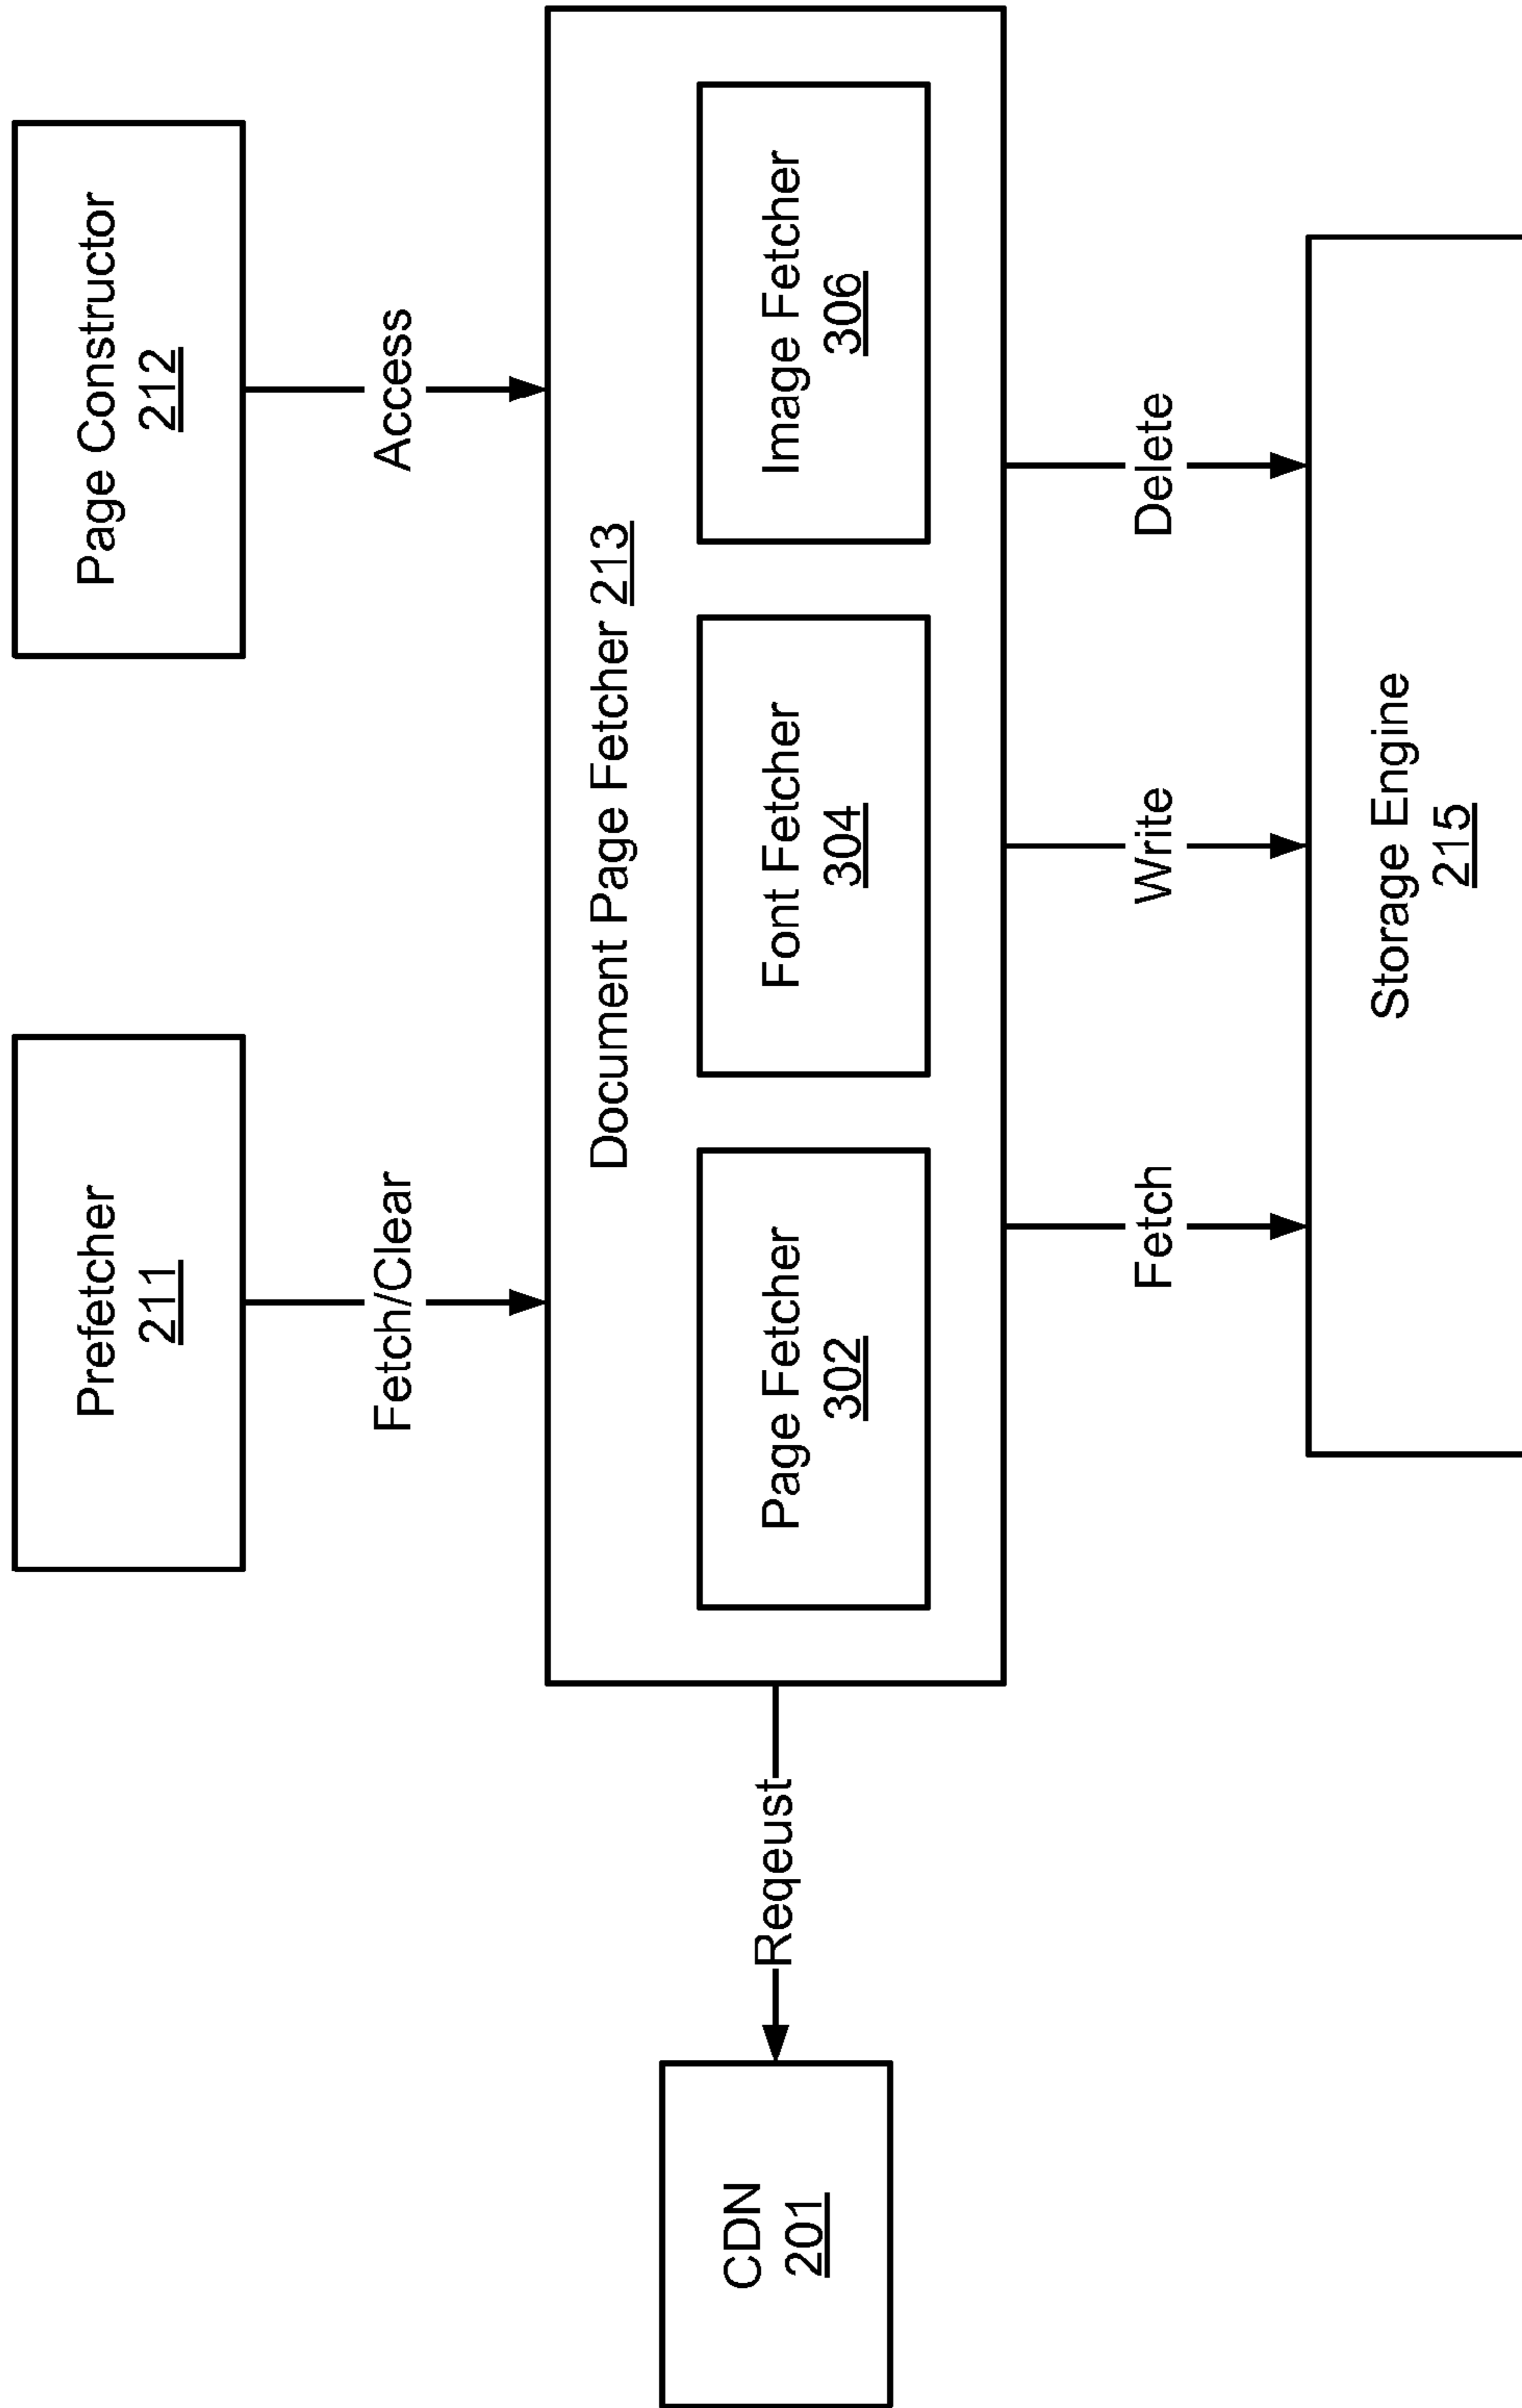 Prefetcher
211
Page Constructor
212
Fetch/Clear
Access
Document Page Fetcher 213
Page Fetcher
302
Font Fetcher
304
Image Fetcher
306
Reqeust
CDN
201
Fetch
Write
Delete
Storage Engine
215